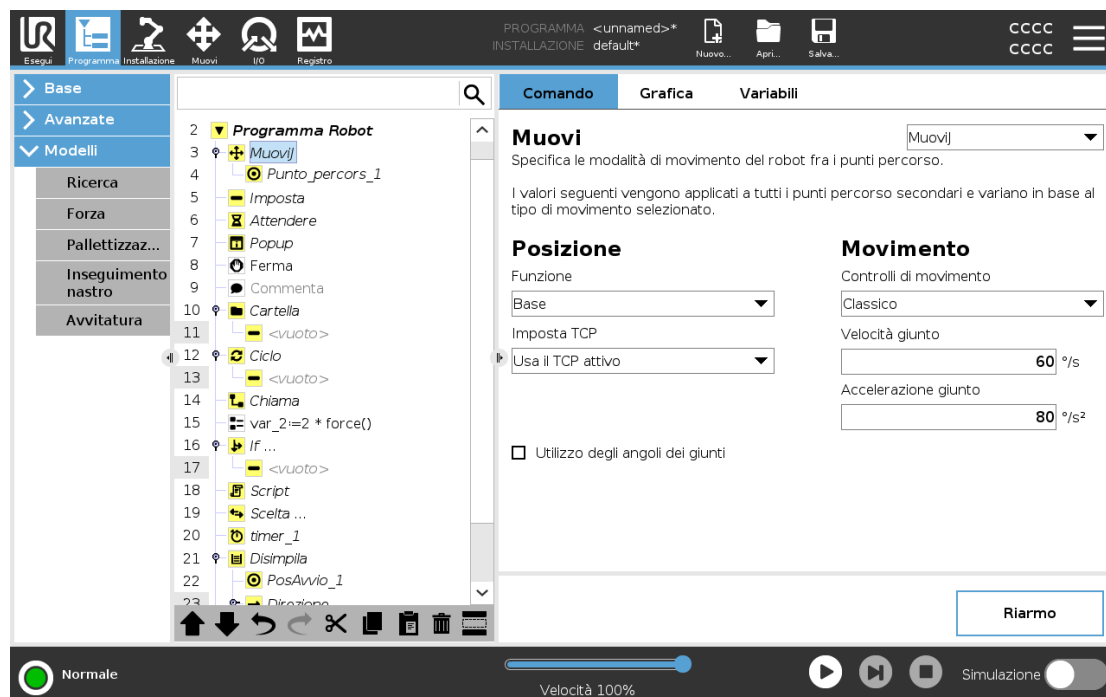 PROGRAMMA <unnamed>*
INSTALLAZIONE default*
Esegui
Programma
Installazione
Muovi
I/O
Registro
Nuovo...
Apri...
Salva...
CCCC
CCCC
Base
Avanzate
Modelli
Ricerca
Forza
Pallettizzaz...
Inseguimento
nastro
Avvitatura
2 Programma Robot
3 MuoviJ
4 Punto_percors_1
5 Imposta
6 Attendere
7 Popup
8 Ferma
9 Commenta
10 Cartella
11 <vuoto>
12 Ciclo
13 <vuoto>
14 Chiama
15 var_2:=2 * force()
16 If ...
17 <vuoto>
18 Script
19 Scelta ...
20 timer_1
21 Disimpila
22 PosAvvio_1
23 Direzione
Comando
Grafica
Variabili
Muovi
MuoviJ
Specifica le modalità di movimento del robot fra i punti percorso.
I valori seguenti vengono applicati a tutti i punti percorso secondari e variano in base al
tipo di movimento selezionato.
Posizione
Funzione
Base
Imposta TCP
Usa il TCP attivo
Utilizzo degli angoli dei giunti
Movimento
Controlli di movimento
Classico
Velocità giunto
60 °/s
Accelerazione giunto
80 °/s²
Riarmo
Normale
Velocità 100%
Simulazione